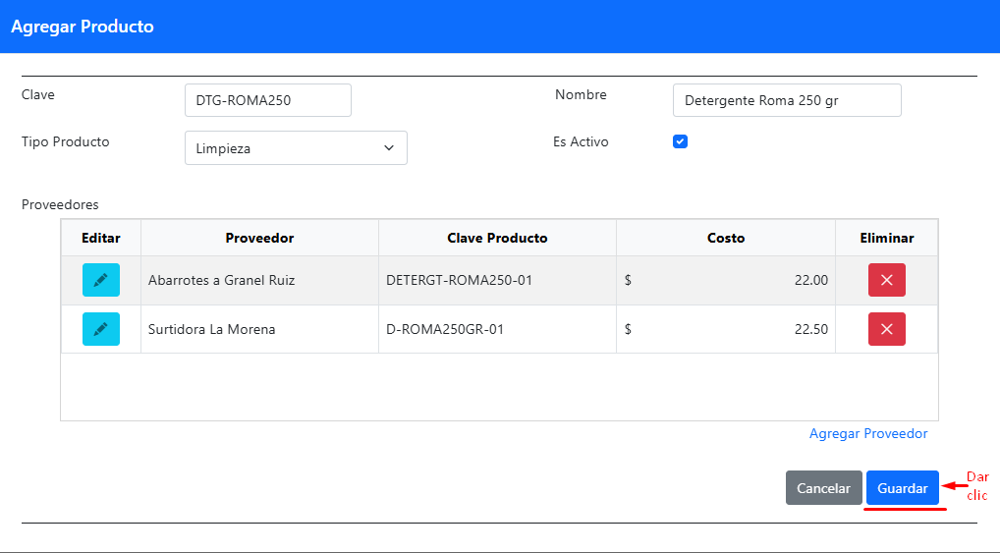 Agregar Producto
Clave DTG-ROMA250 Nombre Detergente Roma 250 gr
Tipo Producto Limpieza Es Activo
Proveedores
Editar Proveedor Clave Producto Costo Eliminar
Abarrotes a Granel Ruiz DETERGT-ROMA250-01 $ 22.00
Surtidora La Morena D-ROMA250GR-01 $ 22.50
Agregar Proveedor
Cancelar Guardar Dar
clic